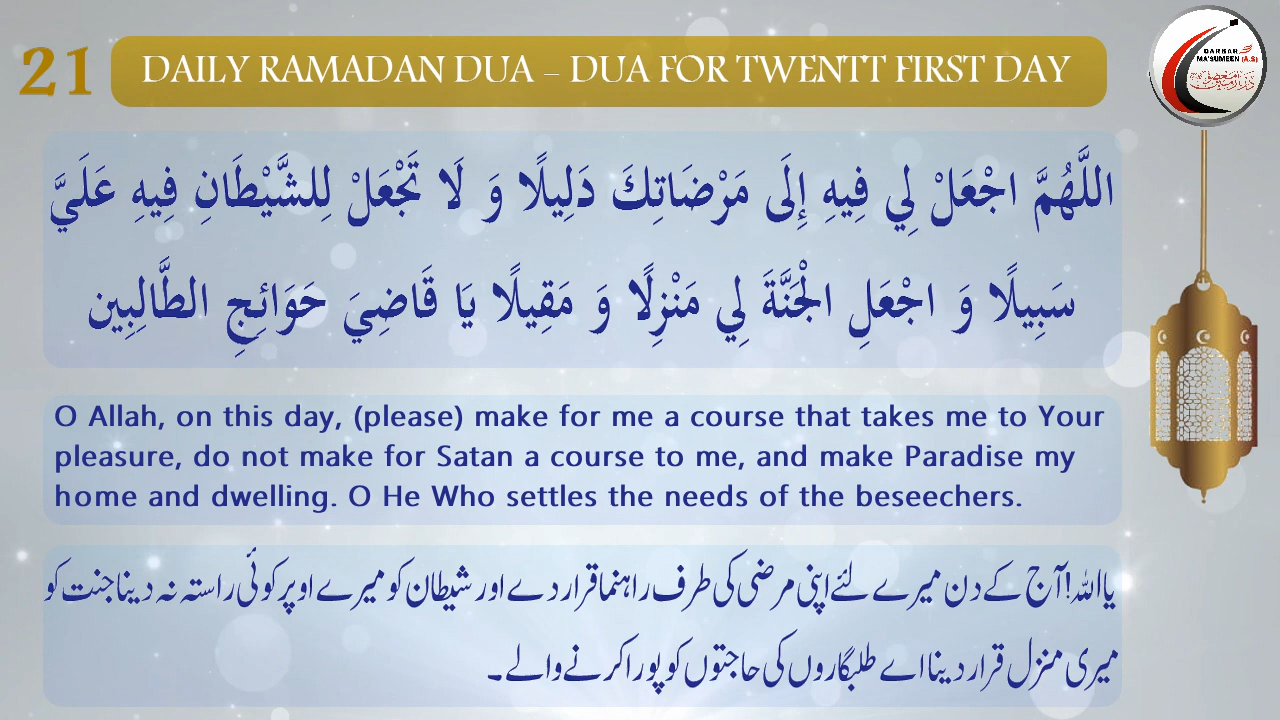 21
DAILY RAMADAN DUA – DUA FOR TWENTT FIRST DAY
DARBAR
MA'SUMEEN (A.S)
اللَّهُمَّ اجْعَلْ لِي فِيهِ إِلَى مَرْضَاتِكَ دَلِيلًا وَ لَا تَجْعَلْ لِلشَّيْطَانِ فِيهِ عَلَيَّ
سَبِيلًا وَ اجْعَلِ الْجَنَّةَ لِي مَنْزِلًا وَ مَقِيلًا يَا قَاضِيَ حَوَائِجِ الطَّالِبِين
O Allah, on this day, (please) make for me a course that takes me to Your
pleasure, do not make for Satan a course to me, and make Paradise my
home and dwelling. O He Who settles the needs of the beseechers.
یا اللہ! آج کے دن میرے لئے اپنی مرضی کی طرف راہنما قرار دے اور شیطان کو میرے اوپر کوئی راستہ نہ دینا جنت کو
میری منزل قرار دینا اے طلبگاروں کی حاجتوں کو پورا کرنے والے۔